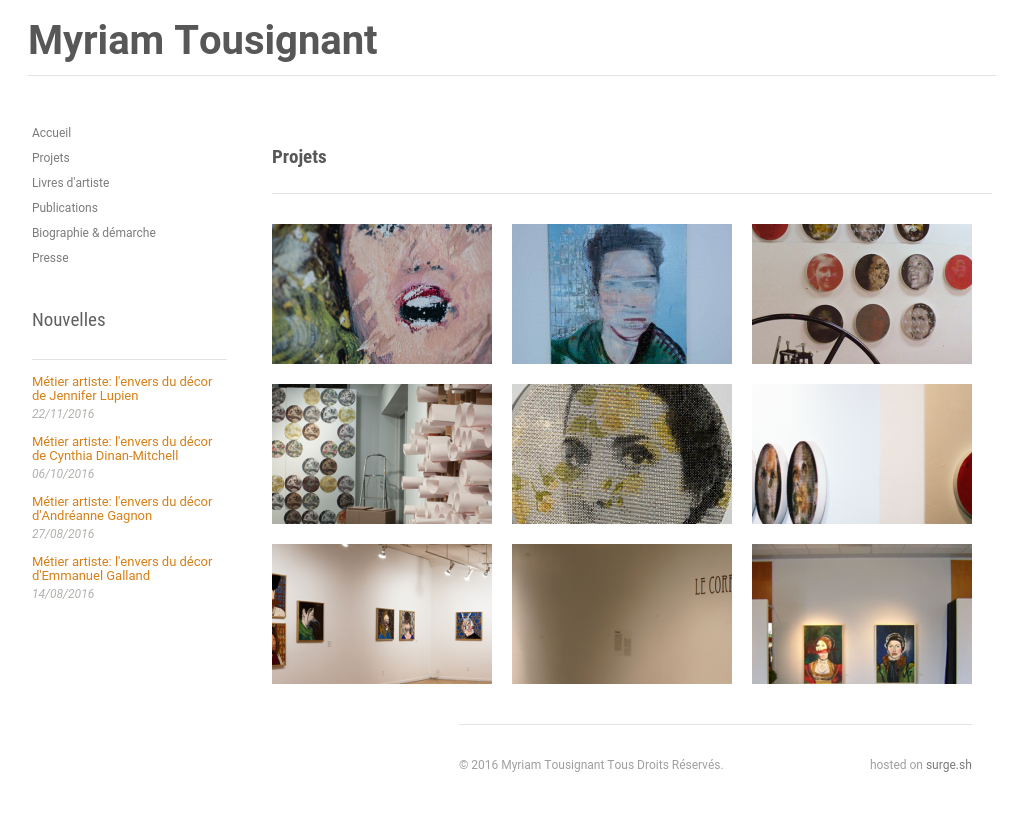 Myriam Tousignant
Accueil
Projets
Livres d'artiste
Publications
Biographie & démarche
Presse
Nouvelles
Métier artiste: l'envers du décor
de Jennifer Lupien
22/11/2016
Métier artiste: l'envers du décor
de Cynthia Dinan-Mitchell
06/10/2016
Métier artiste: l'envers du décor
d'Andréanne Gagnon
27/08/2016
Métier artiste: l'envers du décor
d'Emmanuel Galland
14/08/2016
Projets
LE CORP
© 2016 Myriam Tousignant Tous Droits Réservés.
hosted on surge.sh